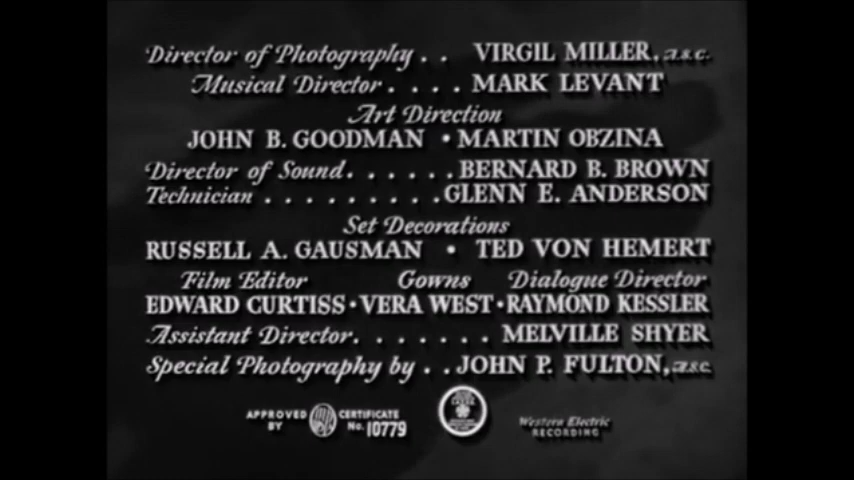 Director of Photography . . VIRGIL MILLER, A.S.C.
Musical Director . . . . MARK LEVANT
Art Direction
JOHN B. GOODMAN • MARTIN OBZINA
Director of Sound . . . . . . BERNARD B. BROWN
Technician . . . . . . . . . GLENN E. ANDERSON
Set Decorations
RUSSELL A. GAUSMAN • TED VON HEMERT
Film Editor Gowns Dialogue Director
EDWARD CURTISS • VERA WEST • RAYMOND KESSLER
Assistant Director . . . . . . . MELVILLE SHYER
Special Photography by . . JOHN P. FULTON, A.S.C.
APPROVED BY CERTIFICATE No. 10779
Western Electric
RECORDING